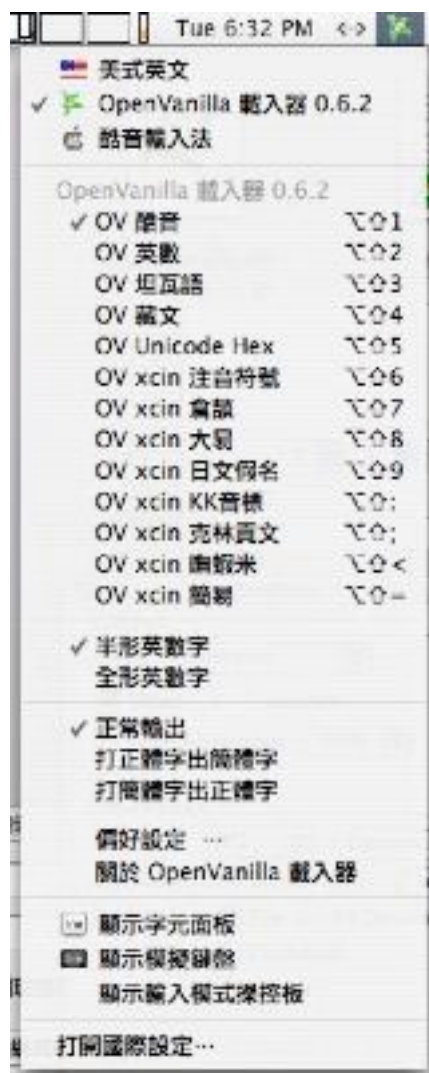 Tue 6:32 PM <··>
美式英文
✓ OpenVanilla 載入器 0.6.2
酷音輸入法
OpenVanilla 載入器 0.6.2
✓ OV 酷音 ⌥⇧1
OV 英數 ⌥⇧2
OV 坦瓦語 ⌥⇧3
OV 藏文 ⌥⇧4
OV Unicode Hex ⌥⇧5
OV xcin 注音符號 ⌥⇧6
OV xcin 倉頡 ⌥⇧7
OV xcin 大易 ⌥⇧8
OV xcin 日文假名 ⌥⇧9
OV xcin KK音標 ⌥⇧:
OV xcin 克林貢文 ⌥⇧;
OV xcin 嘸蝦米 ⌥⇧<
OV xcin 簡易 ⌥⇧=
✓ 半形英數字
全形英數字
✓ 正常輸出
打正體字出簡體字
打簡體字出正體字
偏好設定 …
關於 OpenVanilla 載入器
顯示字元面板
顯示模擬鍵盤
顯示輸入模式操控板
打開國際設定…